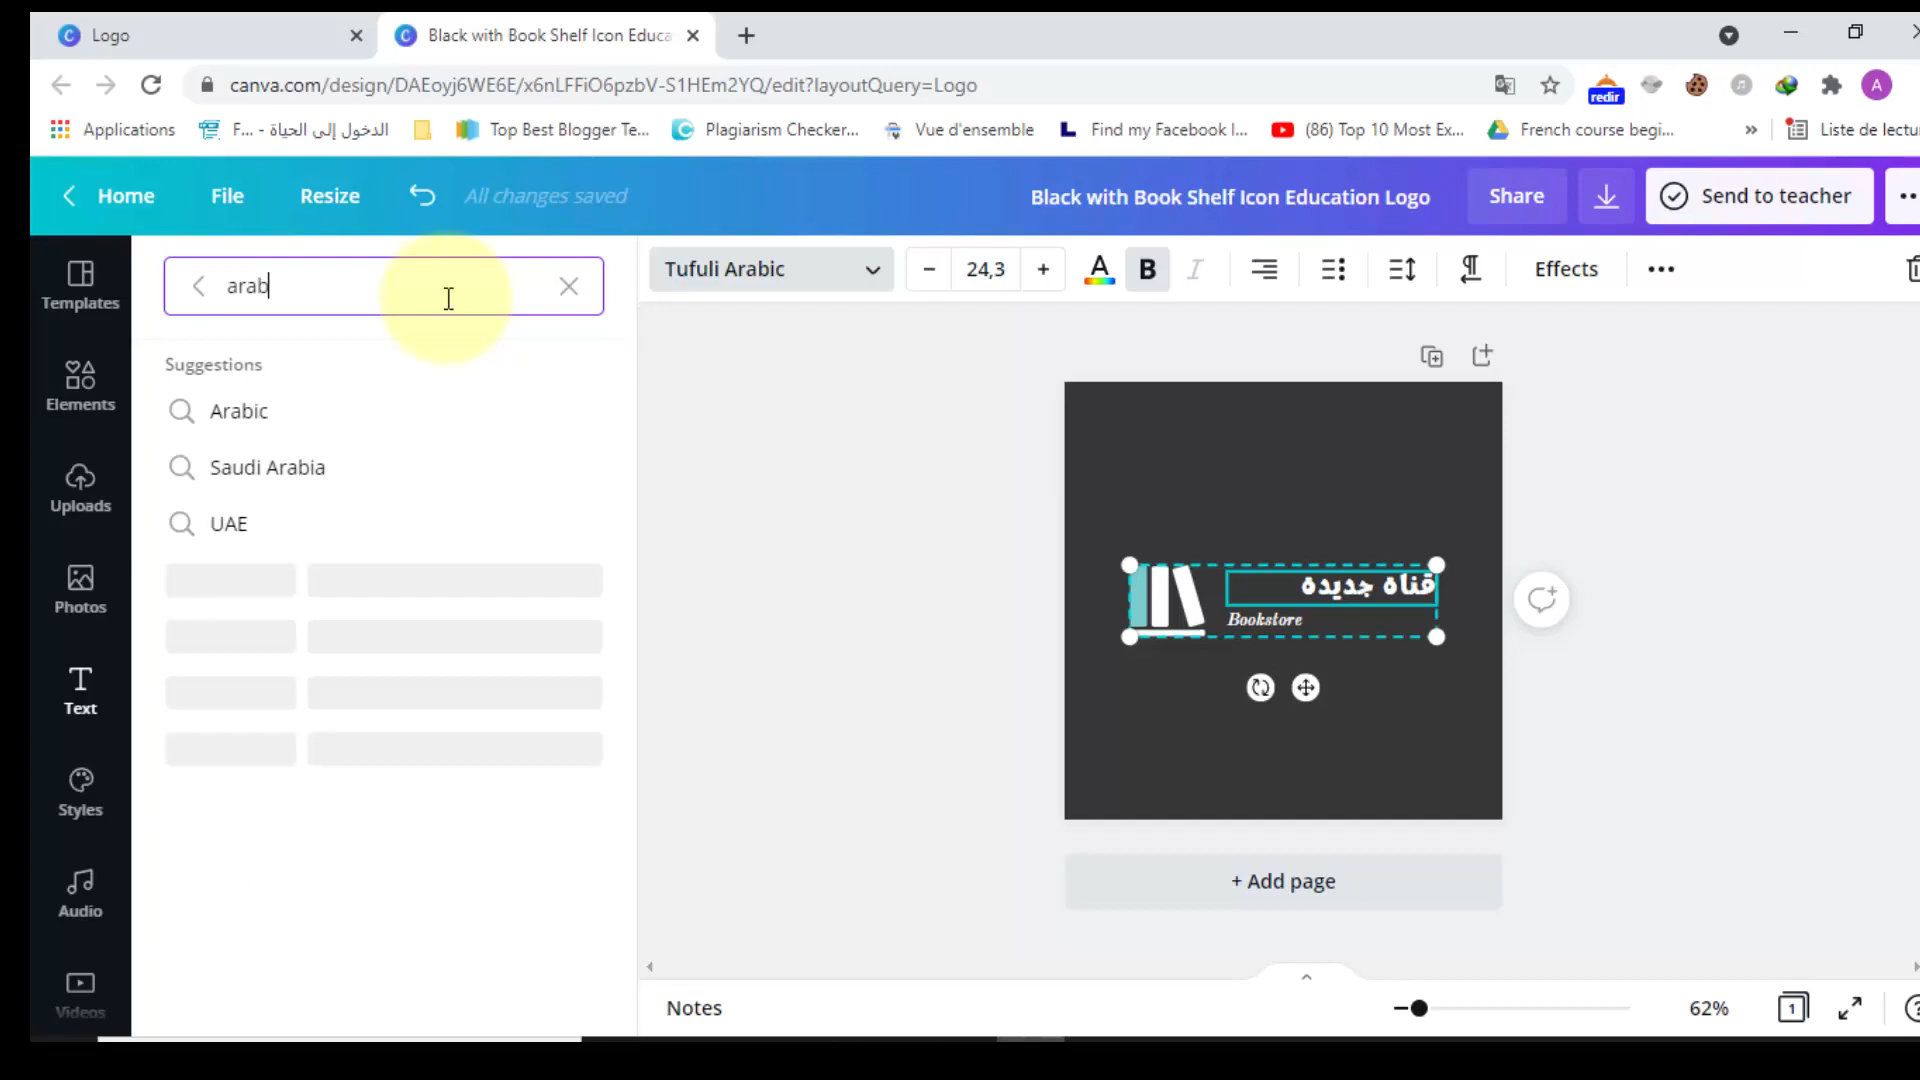 Logo
Black with Book Shelf Icon Educa
canva.com/design/DAEoyj6WE6E/x6nLFFiO6pzbV-S1HEm2YQ/edit?layoutQuery=Logo
redir
A
Applications
F... - الدخول إلى الحياة
Top Best Blogger Te...
Plagiarism Checker...
Vue d'ensemble
Find my Facebook I...
(86) Top 10 Most Ex...
French course begi...
»
Liste de lectu
Home
File
Resize
All changes saved
Black with Book Shelf Icon Education Logo
Share
Send to teacher
Templates
Elements
Uploads
Photos
Text
Styles
Audio
Videos
arab
Suggestions
Arabic
Saudi Arabia
UAE
Tufuli Arabic
24,3
A
B
I
Effects
قناة جديدة
Bookstore
+ Add page
Notes
62%
1
?